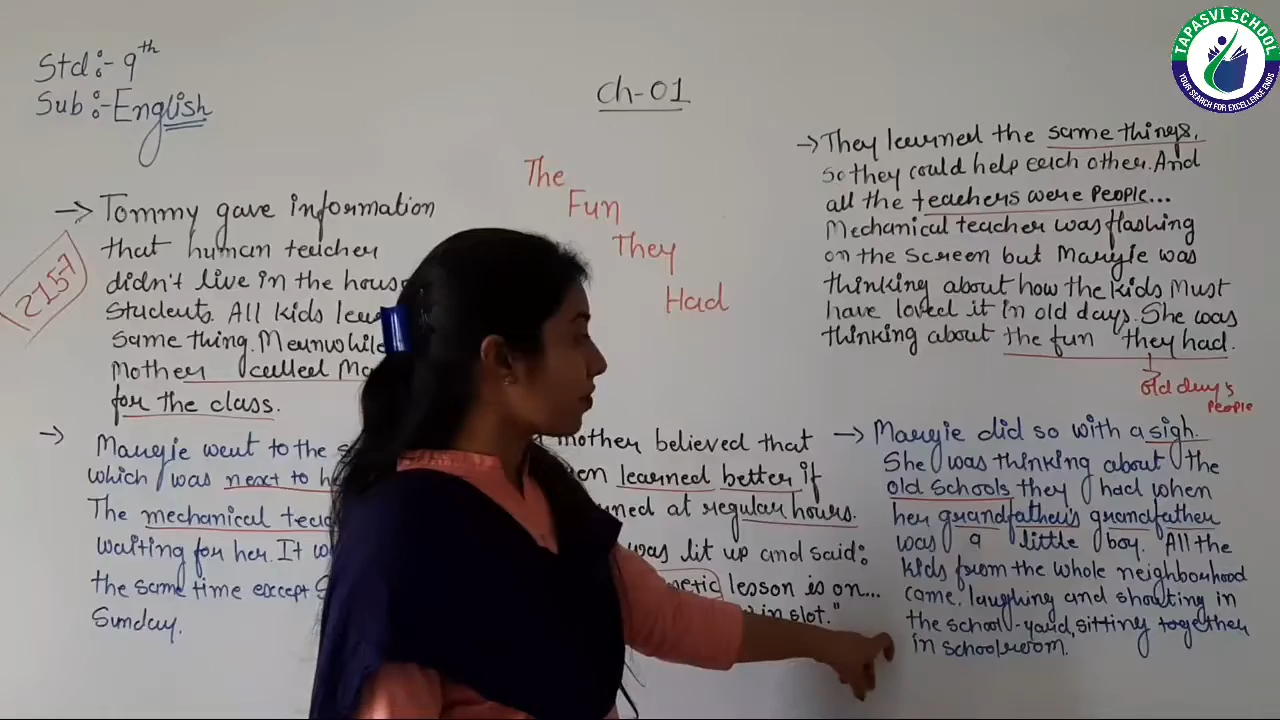 Std :- 9th
Sub :- English
Ch-01
The
Fun
They
Had
2157
→ Tommy gave information
that human teacher
didn't live in the
Students. All kids
same thing. Meanwhile
Mother called
for the class.
→ Margie went to the
which was next to
The mechanical
waiting for her. It
the same time except
Sunday.
mother believed that
learned better if
at regular hours.
was lit up and said:
lesson is on...
in slot."
→ They learned the same things,
so they could help each other. And
all the teachers were people...
Mechanical teacher was flashing
on the screen but Margie was
thinking about how the kids must
have loved it in old days. She was
thinking about the fun they had.
old day's
people
→ Margie did so with a sigh.
She was thinking about the
old schools they had when
her grandfather's grandfather
was a little boy. All the
kids from the whole neighbourhood
came, laughing and shouting in
the school-yard, sitting together
in schoolroom.
TAPASVI SCHOOL
YOUR SEARCH FOR EXCELLENCE ENDS